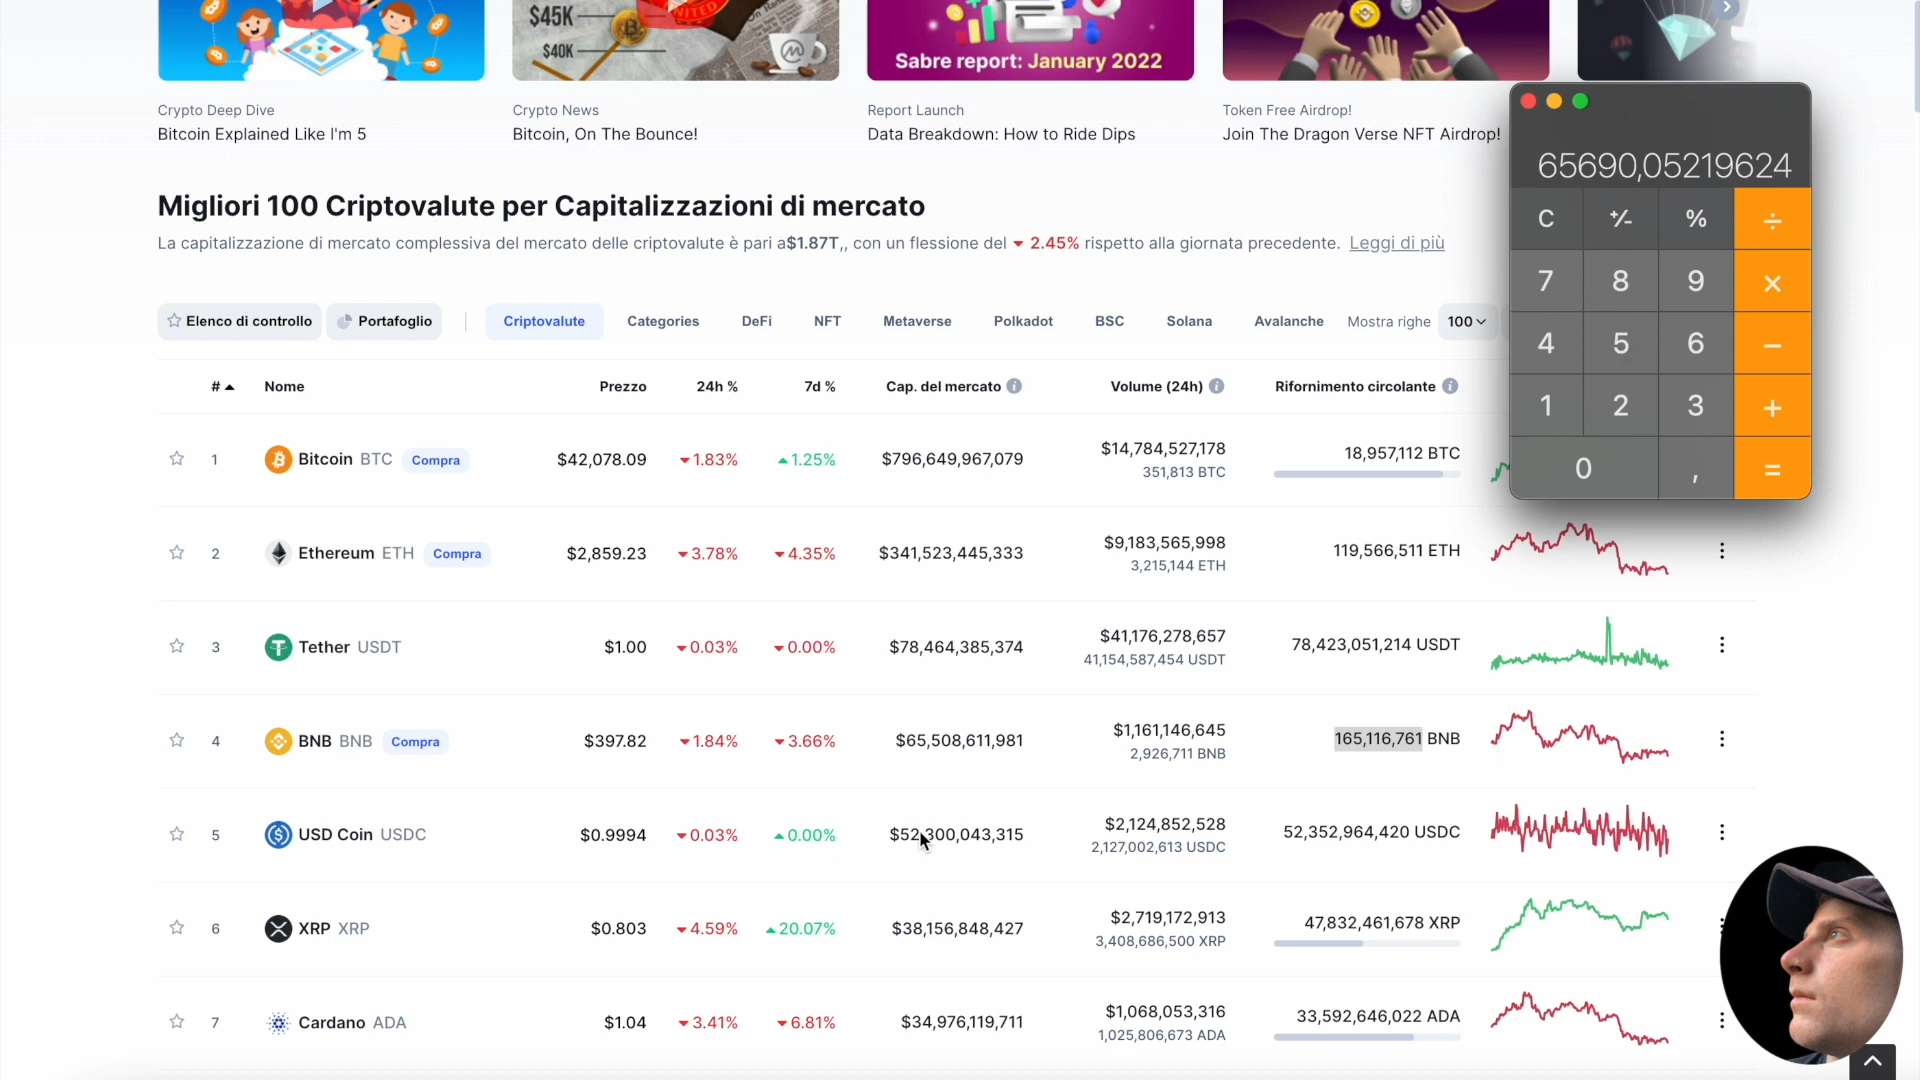 $45K
$40K
NITED
Sabre report: January 2022
Crypto Deep Dive
Bitcoin Explained Like I'm 5
Crypto News
Bitcoin, On The Bounce!
Report Launch
Data Breakdown: How to Ride Dips
Token Free Airdrop!
Join The Dragon Verse NFT Airdrop!
65690,05219624
C +/- % ÷
7 8 9 ×
4 5 6 −
1 2 3 +
0 , =
Migliori 100 Criptovalute per Capitalizzazioni di mercato
La capitalizzazione di mercato complessiva del mercato delle criptovalute è pari a$1.87T,, con un flessione del 2.45% rispetto alla giornata precedente. Leggi di più
Elenco di controllo Portafoglio Criptovalute Categories DeFi NFT Metaverse Polkadot BSC Solana Avalanche Mostra righe 100
# Nome Prezzo 24h % 7d % Cap. del mercato Volume (24h) Rifornimento circolante
1 Bitcoin BTC Compra $42,078.09 1.83% 1.25% $796,649,967,079 $14,784,527,178 18,957,112 BTC
351,813 BTC
2 Ethereum ETH Compra $2,859.23 3.78% 4.35% $341,523,445,333 $9,183,565,998 119,566,511 ETH
3,215,144 ETH
3 Tether USDT $1.00 0.03% 0.00% $78,464,385,374 $41,176,278,657 78,423,051,214 USDT
41,154,587,454 USDT
4 BNB BNB Compra $397.82 1.84% 3.66% $65,508,611,981 $1,161,146,645 165,116,761 BNB
2,926,711 BNB
5 USD Coin USDC $0.9994 0.03% 0.00% $52,300,043,315 $2,124,852,528 52,352,964,420 USDC
2,127,002,613 USDC
6 XRP XRP $0.803 4.59% 20.07% $38,156,848,427 $2,719,172,913 47,832,461,678 XRP
3,408,686,500 XRP
7 Cardano ADA $1.04 3.41% 6.81% $34,976,119,711 $1,068,053,316 33,592,646,022 ADA
1,025,806,673 ADA